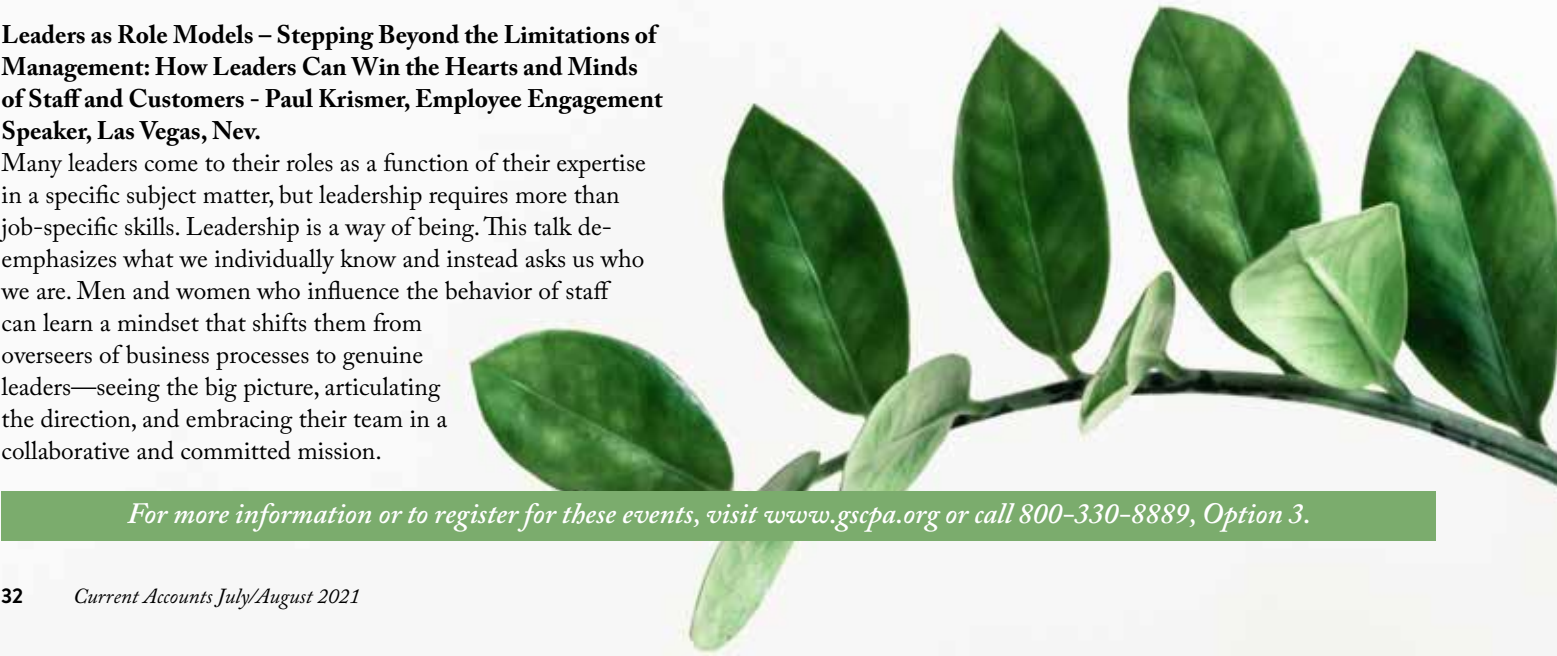 Leaders as Role Models – Stepping Beyond the Limitations of
Management: How Leaders Can Win the Hearts and Minds
of Staff and Customers - Paul Krismer, Employee Engagement
Speaker, Las Vegas, Nev.
Many leaders come to their roles as a function of their expertise
in a specific subject matter, but leadership requires more than
job-specific skills. Leadership is a way of being. This talk de-
emphasizes what we individually know and instead asks us who
we are. Men and women who influence the behavior of staff
can learn a mindset that shifts them from
overseers of business processes to genuine
leaders—seeing the big picture, articulating
the direction, and embracing their team in a
collaborative and committed mission.
For more information or to register for these events, visit www.gscpa.org or call 800-330-8889, Option 3.
32 Current Accounts July/August 2021